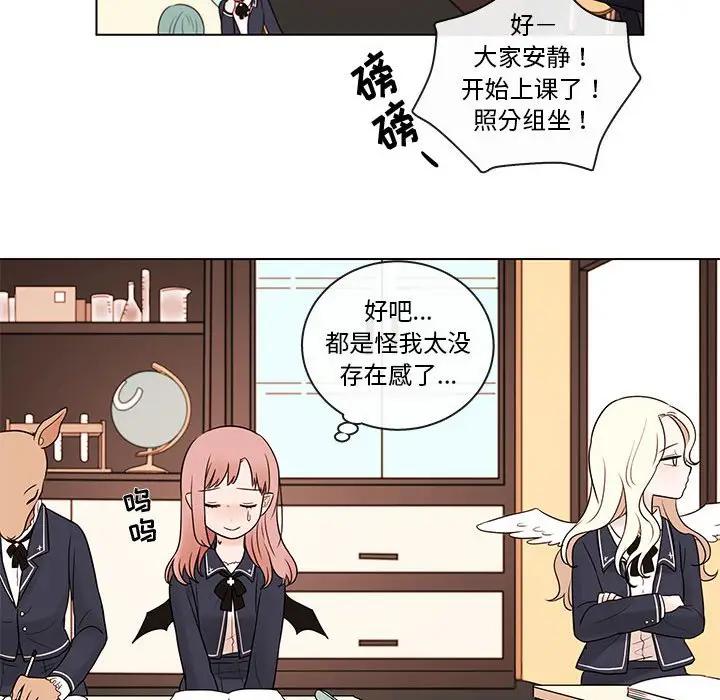 好—
大家安静！
开始上课了！
照分组坐！
磅
磅
好吧...
都是怪我太没
存在感了...
呜
呜